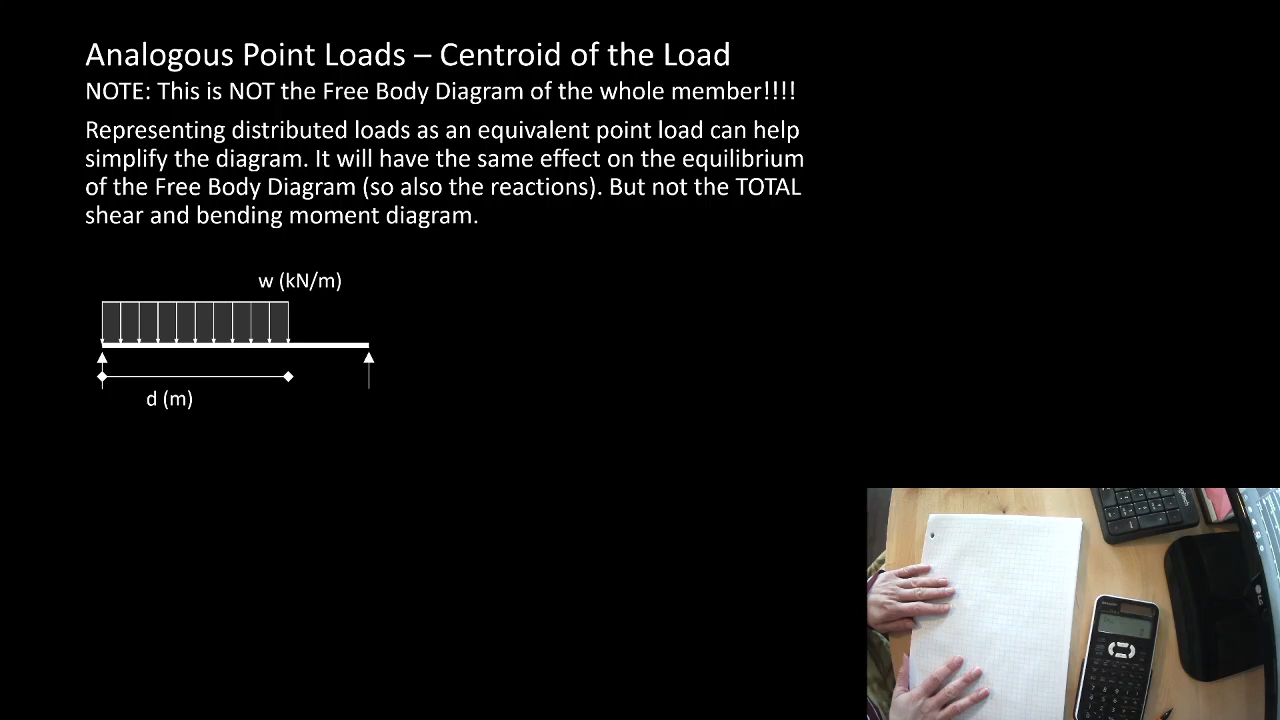 Analogous Point Loads – Centroid of the Load
NOTE: This is NOT the Free Body Diagram of the whole member!!!!
Representing distributed loads as an equivalent point load can help
simplify the diagram. It will have the same effect on the equilibrium
of the Free Body Diagram (so also the reactions). But not the TOTAL
shear and bending moment diagram.
w (kN/m)
d (m)
LG